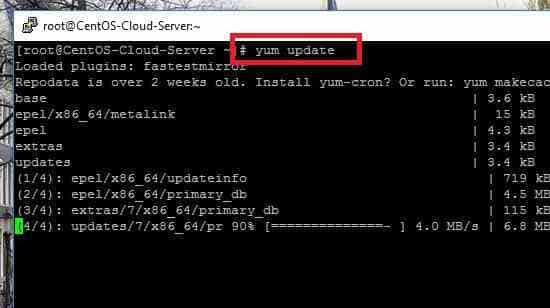 root@CentOS-Cloud-Server:~
[root@CentOS-Cloud-Server ~]# yum update
Loaded plugins: fastestmirror
Repodata is over 2 weeks old. Install yum-cron? Or run: yum makecac
base | 3.6 kB
epel/x86_64/metalink | 15 kB
epel | 4.3 kB
extras | 3.4 kB
updates | 3.4 kB
(1/4): epel/x86_64/updateinfo | 719 kB
(2/4): epel/x86_64/primary_db | 4.5 MB
(3/4): extras/7/x86_64/primary_db | 115 kB
(4/4): updates/7/x86_64/pr 90% [==============- ] 4.0 MB/s | 6.8 MB